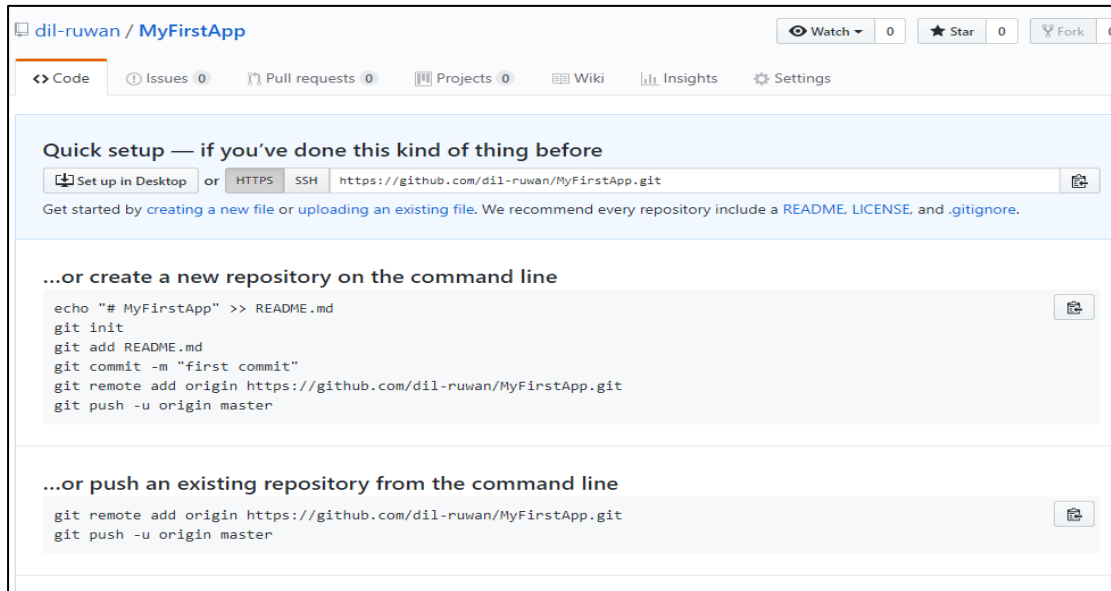 dil-ruwan / MyFirstApp
Watch 0 Star 0 Fork 0
Code Issues 0 Pull requests 0 Projects 0 Wiki Insights Settings
Quick setup — if you've done this kind of thing before
Set up in Desktop or HTTPS SSH https://github.com/dil-ruwan/MyFirstApp.git
Get started by creating a new file or uploading an existing file. We recommend every repository include a README, LICENSE, and .gitignore.
...or create a new repository on the command line
echo "# MyFirstApp" >> README.md
git init
git add README.md
git commit -m "first commit"
git remote add origin https://github.com/dil-ruwan/MyFirstApp.git
git push -u origin master
...or push an existing repository from the command line
git remote add origin https://github.com/dil-ruwan/MyFirstApp.git
git push -u origin master